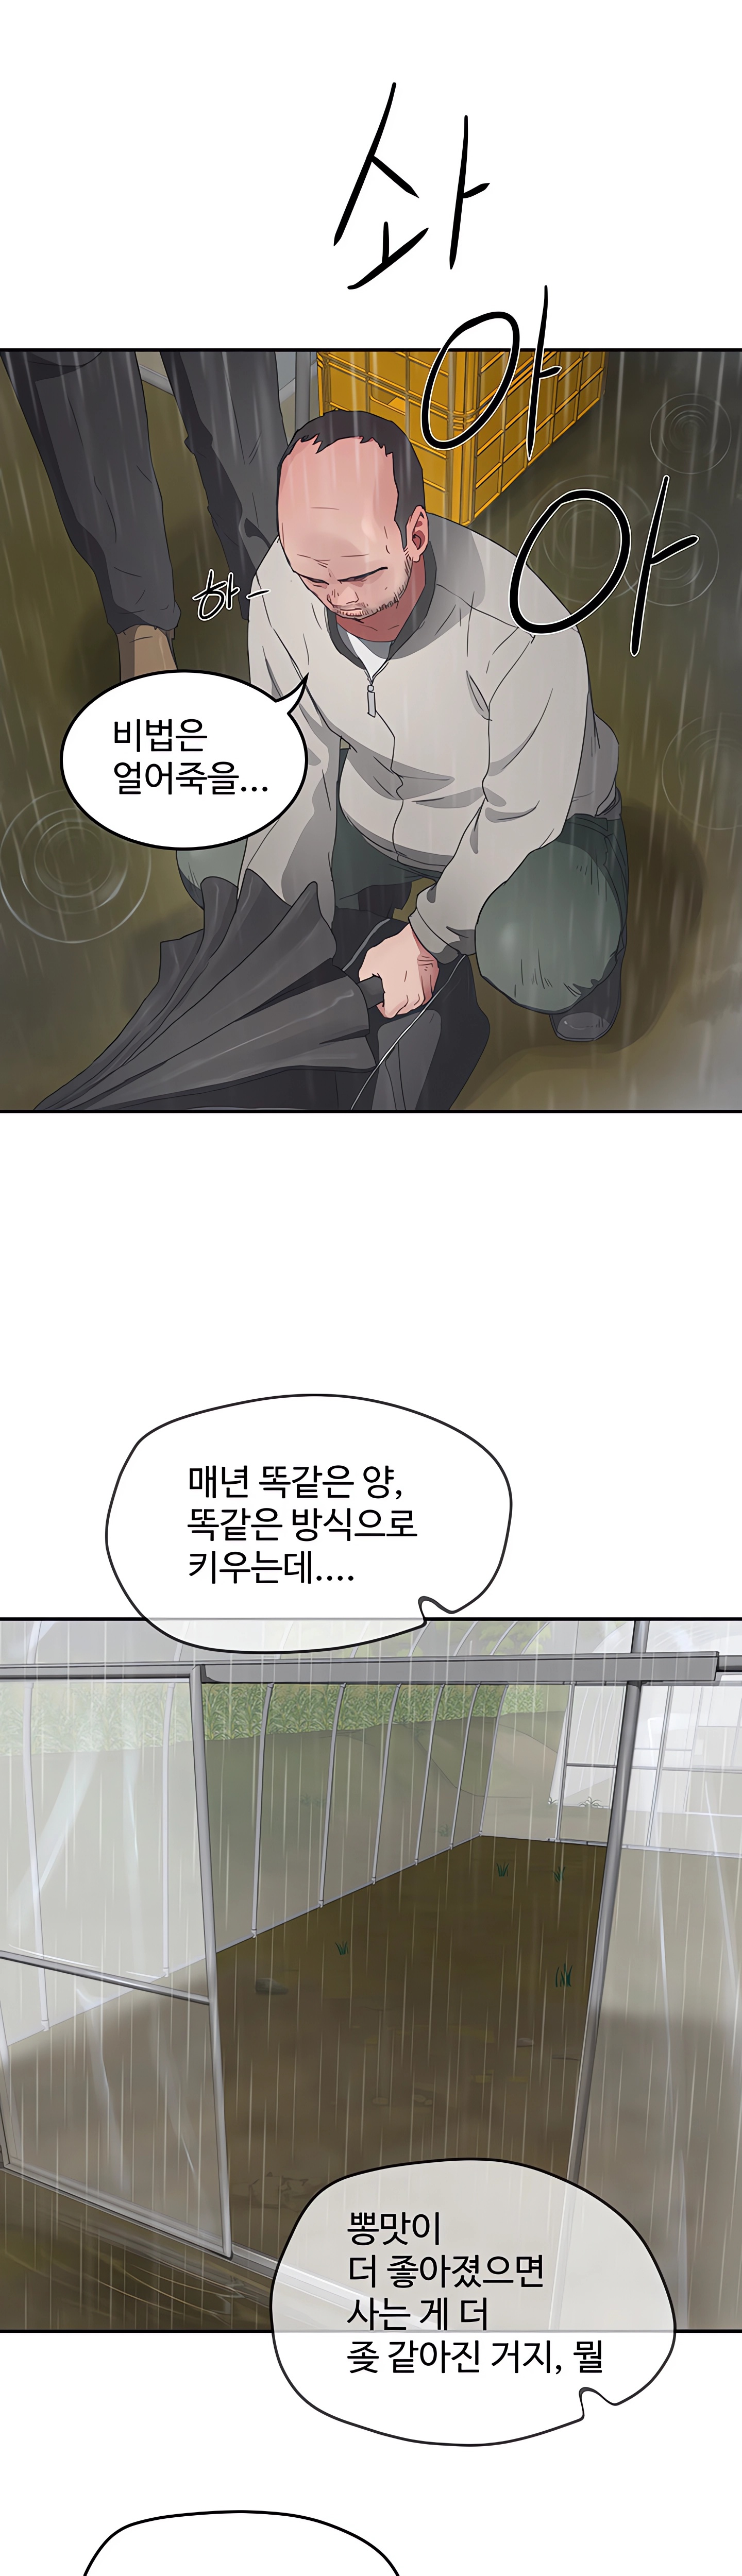 쏴
아
아
하-
비법은
얼어죽을...
매년 똑같은 양,
똑같은 방식으로
키우는데....
뽕맛이
더 좋아졌으면
사는 게 더
좆 같아진 거지, 뭘